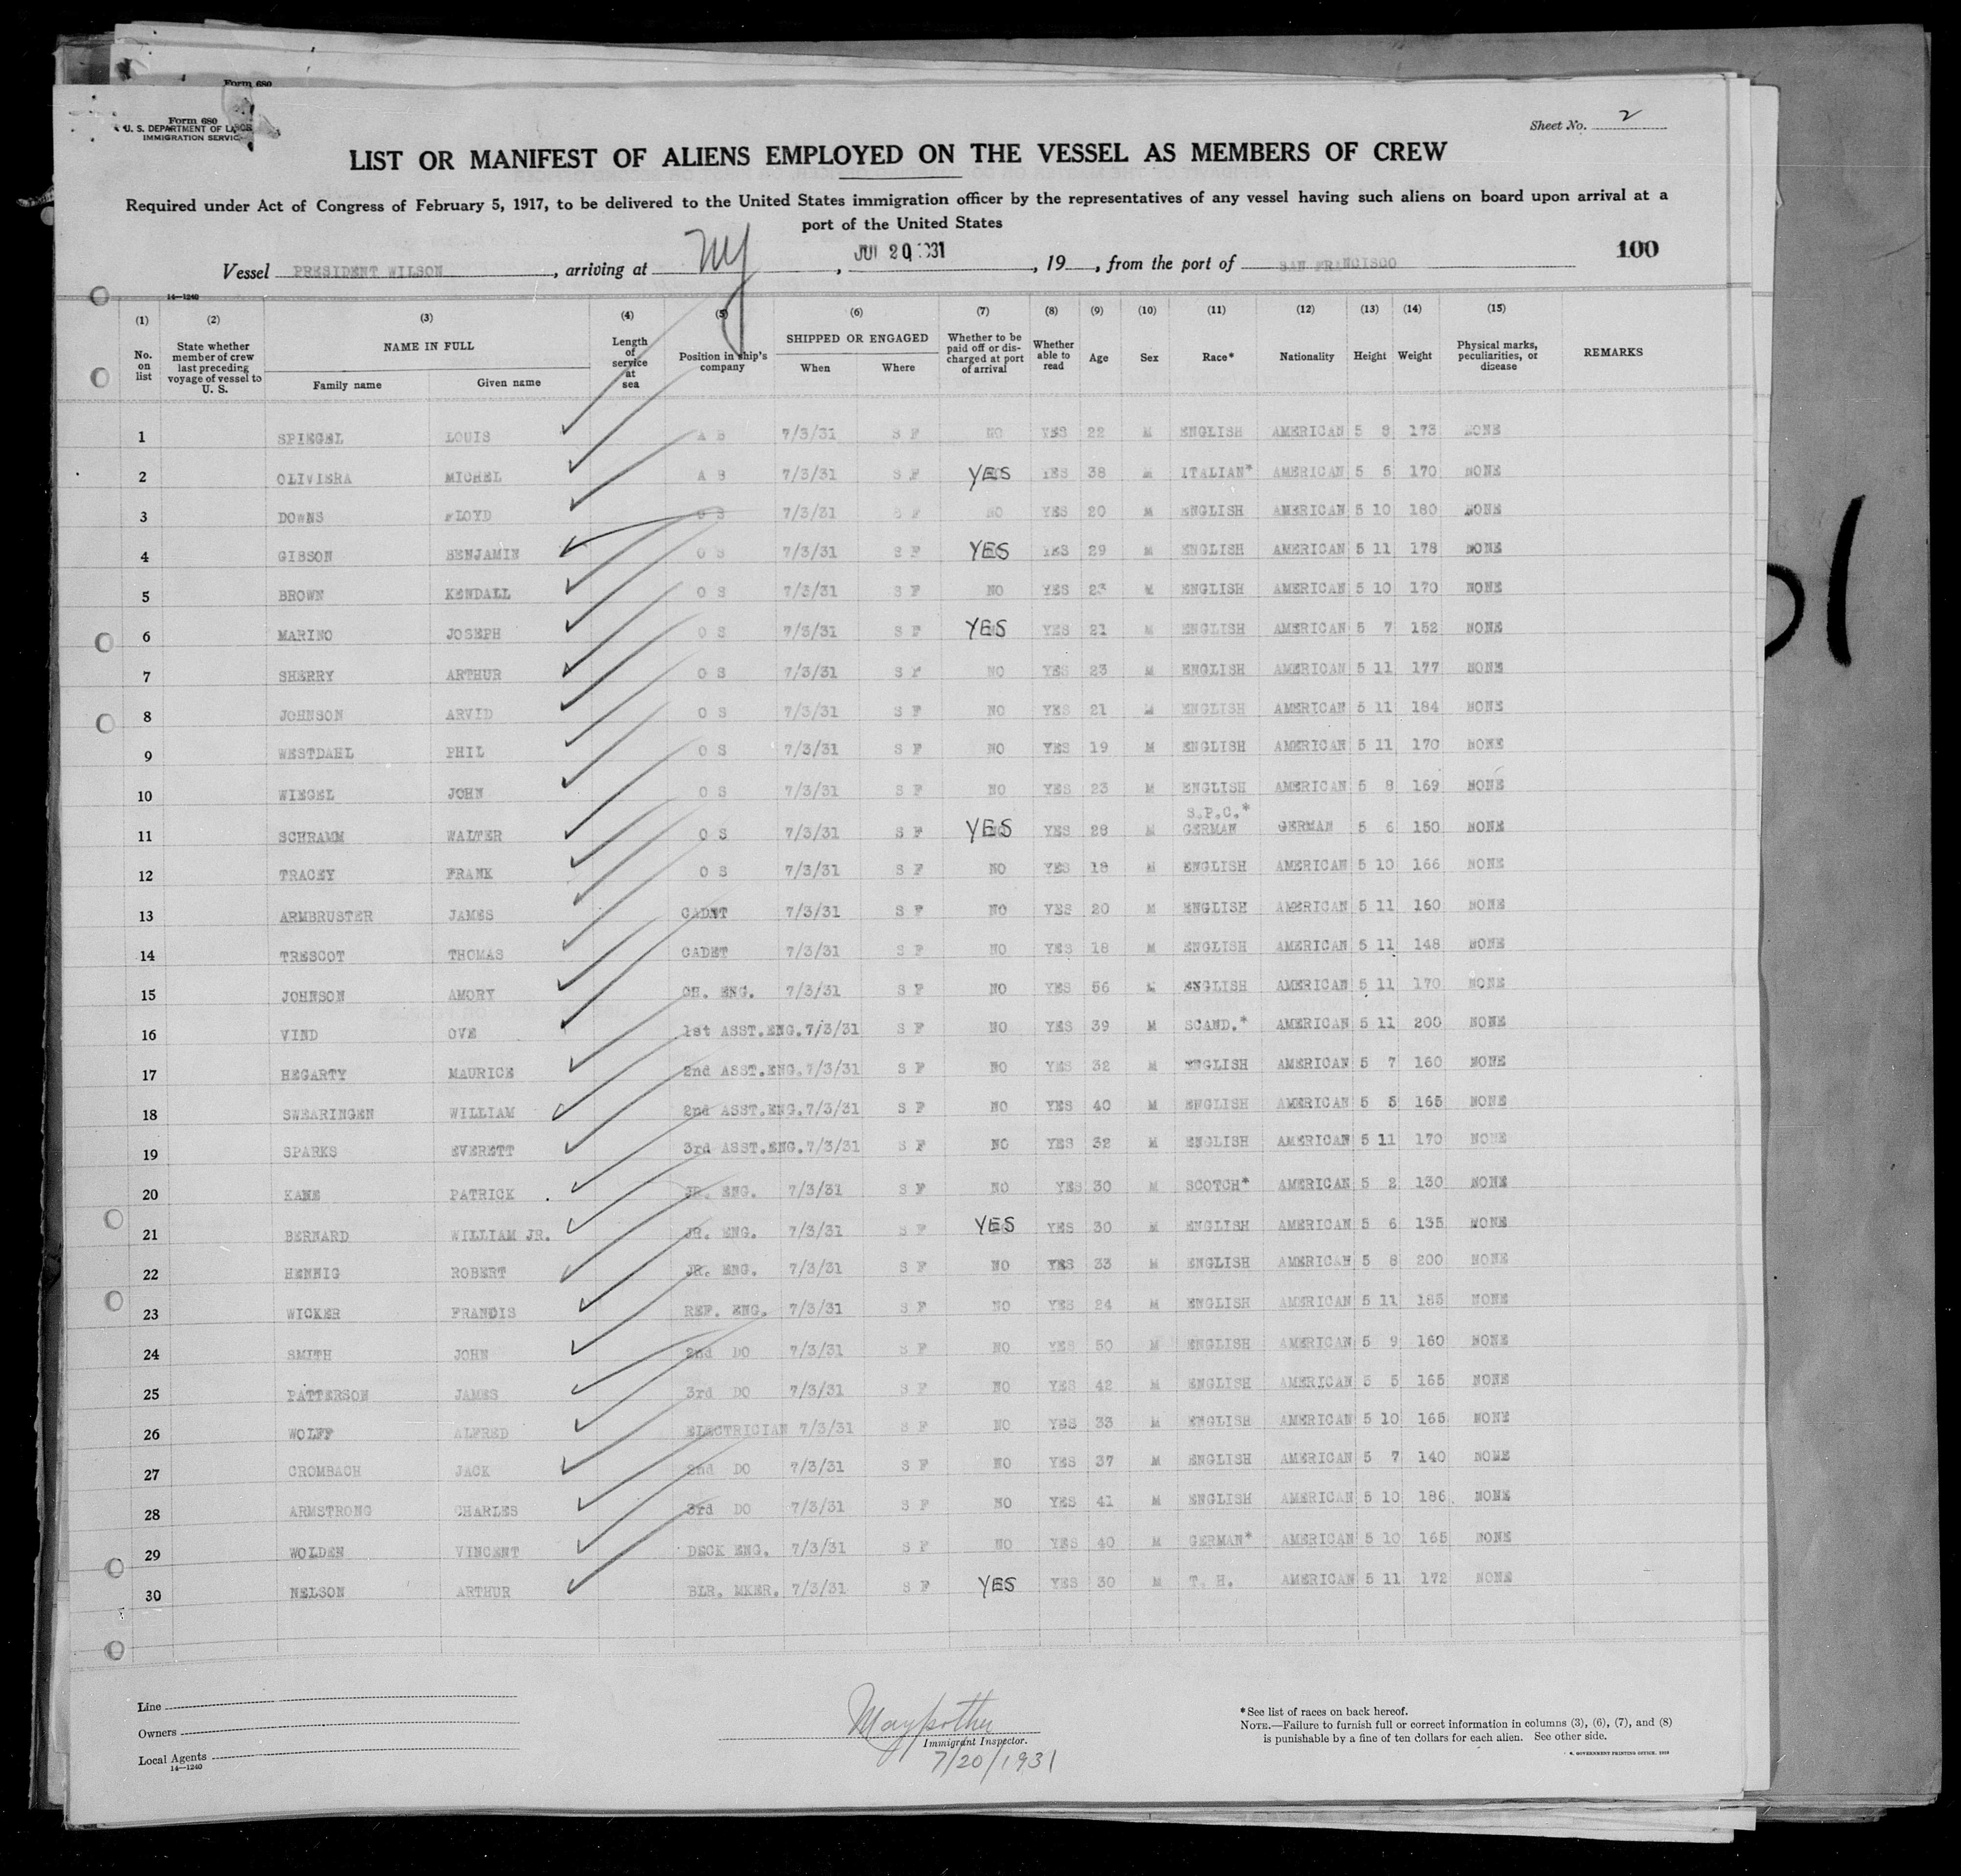 Form 680
Form 680
U. S. DEPARTMENT OF LABOR
IMMIGRATION SERVICE
Sheet No. 2
LIST OR MANIFEST OF ALIENS EMPLOYED ON THE VESSEL AS MEMBERS OF CREW
Required under Act of Congress of February 5, 1917, to be delivered to the United States immigration officer by the representatives of any vessel having such aliens on board upon arrival at a
port of the United States
Vessel PRESIDENT WILSON, arriving at NY, JUL 20 1931, 19, from the port of SAN FRANCISCO 100
14—1240
(1) (2) (3) (4) (5) (6) (7) (8) (9) (10) (11) (12) (13) (14) (15)
No. on list State whether member of crew last preceding voyage of vessel to U. S. NAME IN FULL Family name Given name Length of service at sea Position in ship's company SHIPPED OR ENGAGED When Where Whether to be paid off or discharged at port of arrival Whether able to read Age Sex Race* Nationality Height Weight Physical marks, peculiarities, or disease REMARKS
1 SPIEGEL LOUIS A B 7/3/31 S F NO YES 22 M ENGLISH AMERICAN 5 8 173 NONE
2 OLIVIERA MICHEL A B 7/3/31 S F YES YES 38 M ITALIAN* AMERICAN 5 5 170 NONE
3 DOWNS FLOYD O S 7/3/31 S F NO YES 20 M ENGLISH AMERICAN 5 10 180 NONE
4 GIBSON BENJAMIN O S 7/3/31 S F YES YES 29 M ENGLISH AMERICAN 5 11 178 NONE
5 BROWN KENDALL O S 7/3/31 S F NO YES 23 M ENGLISH AMERICAN 5 10 170 NONE
6 MARINO JOSEPH O S 7/3/31 S F YES YES 21 M ENGLISH AMERICAN 5 7 152 NONE
7 SHERRY ARTHUR O S 7/3/31 S F NO YES 23 M ENGLISH AMERICAN 5 11 177 NONE
8 JOHNSON ARVID O S 7/3/31 S F NO YES 21 M ENGLISH AMERICAN 5 11 184 NONE
9 WESTDAHL PHIL O S 7/3/31 S F NO YES 19 M ENGLISH AMERICAN 5 11 170 NONE
10 WIEGEL JOHN O S 7/3/31 S F NO YES 23 M ENGLISH AMERICAN 5 8 169 NONE
S.P.C.*
11 SCHRAMM WALTER O S 7/3/31 S F YES YES 28 M GERMAN GERMAN 5 6 150 NONE
12 TRACEY FRANK O S 7/3/31 S F NO YES 18 M ENGLISH AMERICAN 5 10 166 NONE
13 ARMBRUSTER JAMES CADET 7/3/31 S F NO YES 20 M ENGLISH AMERICAN 5 11 160 NONE
14 TRESCOT THOMAS CADET 7/3/31 S F NO YES 18 M ENGLISH AMERICAN 5 11 148 NONE
15 JOHNSON AMORY CH. ENG. 7/3/31 S F NO YES 56 M ENGLISH AMERICAN 5 11 170 NONE
16 VIND OVE 1st ASST.ENG. 7/3/31 S F NO YES 39 M SCAND.* AMERICAN 5 11 200 NONE
17 HEGARTY MAURICE 2nd ASST.ENG. 7/3/31 S F NO YES 32 M ENGLISH AMERICAN 5 7 160 NONE
18 SWEARINGEN WILLIAM 2nd ASST.ENG. 7/3/31 S F NO YES 40 M ENGLISH AMERICAN 5 5 165 NONE
19 SPARKS EVERETT 3rd ASST.ENG. 7/3/31 S F NO YES 32 M ENGLISH AMERICAN 5 11 170 NONE
20 KANE PATRICK . JR. ENG. 7/3/31 S F NO YES 30 M SCOTCH* AMERICAN 5 2 130 NONE
21 BERNARD WILLIAM JR. JR. ENG. 7/3/31 S F YES YES 30 M ENGLISH AMERICAN 5 6 135 NONE
22 HENNIG ROBERT JR. ENG. 7/3/31 S F NO YES 33 M ENGLISH AMERICAN 5 8 200 NONE
23 WICKER FRANCIS REF. ENG. 7/3/31 S F NO YES 24 M ENGLISH AMERICAN 5 11 185 NONE
24 SMITH JOHN 2nd DO 7/3/31 S F NO YES 50 M ENGLISH AMERICAN 5 9 160 NONE
25 PATTERSON JAMES 3rd DO 7/3/31 S F NO YES 42 M ENGLISH AMERICAN 5 5 165 NONE
26 WOLFF ALFRED ELECTRICIAN 7/3/31 S F NO YES 33 M ENGLISH AMERICAN 5 10 165 NONE
27 CROMBACH JACK 2nd DO 7/3/31 S F NO YES 37 M ENGLISH AMERICAN 5 7 140 NONE
28 ARMSTRONG CHARLES 3rd DO 7/3/31 S F NO YES 41 M ENGLISH AMERICAN 5 10 186 NONE
29 WOLDEN VINCENT DECK ENG. 7/3/31 S F NO YES 40 M GERMAN* AMERICAN 5 10 165 NONE
30 NELSON ARTHUR BLR. MKER. 7/3/31 S F YES YES 30 M T. H. AMERICAN 5 11 172 NONE
Line
Owners
Local Agents
14—1240
Immigrant Inspector.
7/20/1931
*See list of races on back hereof.
NOTE.—Failure to furnish full or correct information in columns (3), (6), (7), and (8)
is punishable by a fine of ten dollars for each alien. See other side.
GOVERNMENT PRINTING OFFICE